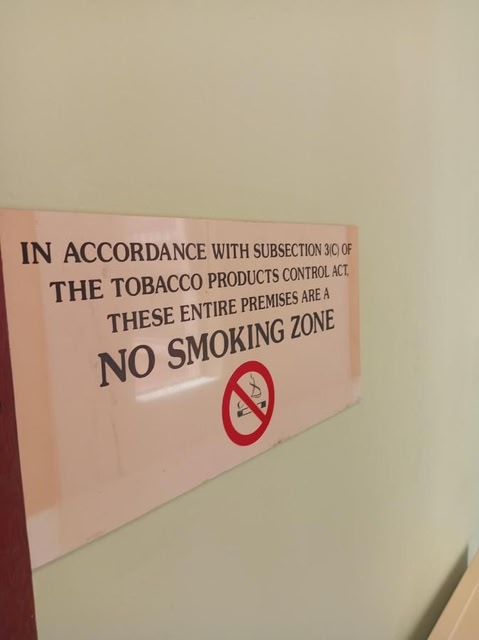 IN ACCORDANCE WITH SUBSECTION 3(C) OF
THE TOBACCO PRODUCTS CONTROL ACT,
THESE ENTIRE PREMISES ARE A
NO SMOKING ZONE